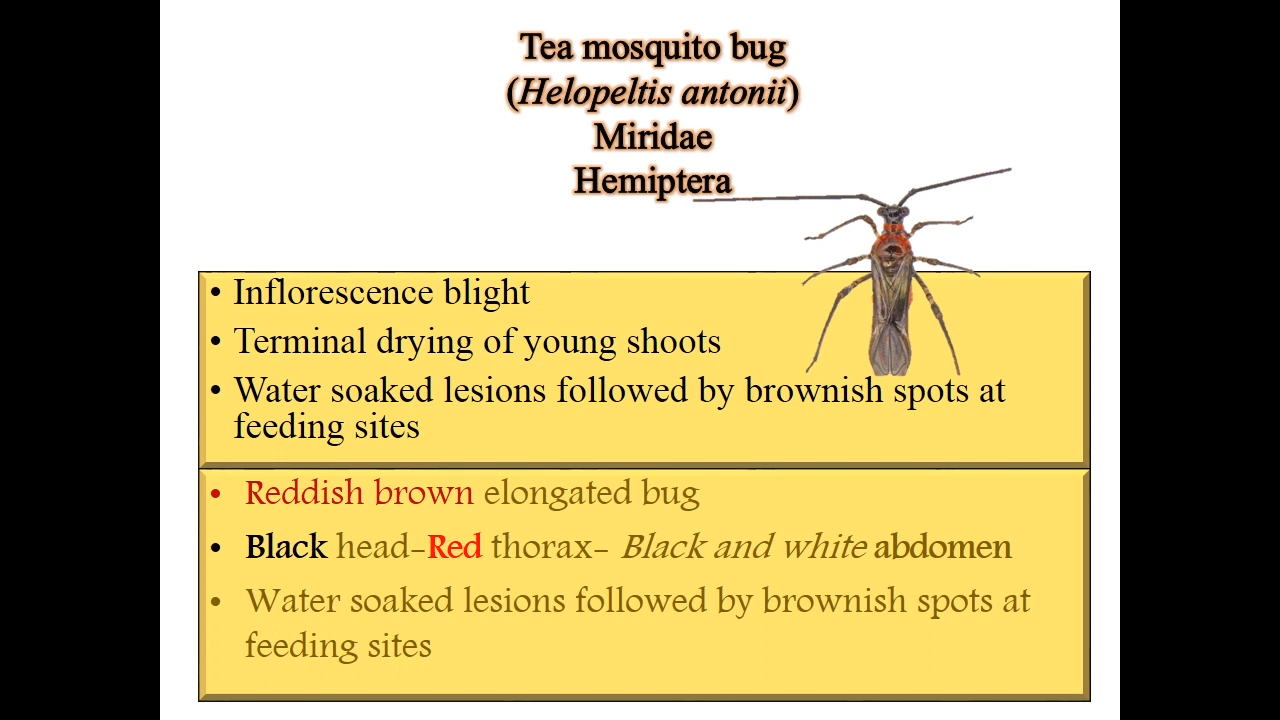 Tea mosquito bug
(Helopeltis antonii)
Miridae
Hemiptera
• Inflorescence blight
• Terminal drying of young shoots
• Water soaked lesions followed by brownish spots at
feeding sites
• Reddish brown elongated bug
• Black head-Red thorax- Black and white abdomen
• Water soaked lesions followed by brownish spots at
feeding sites